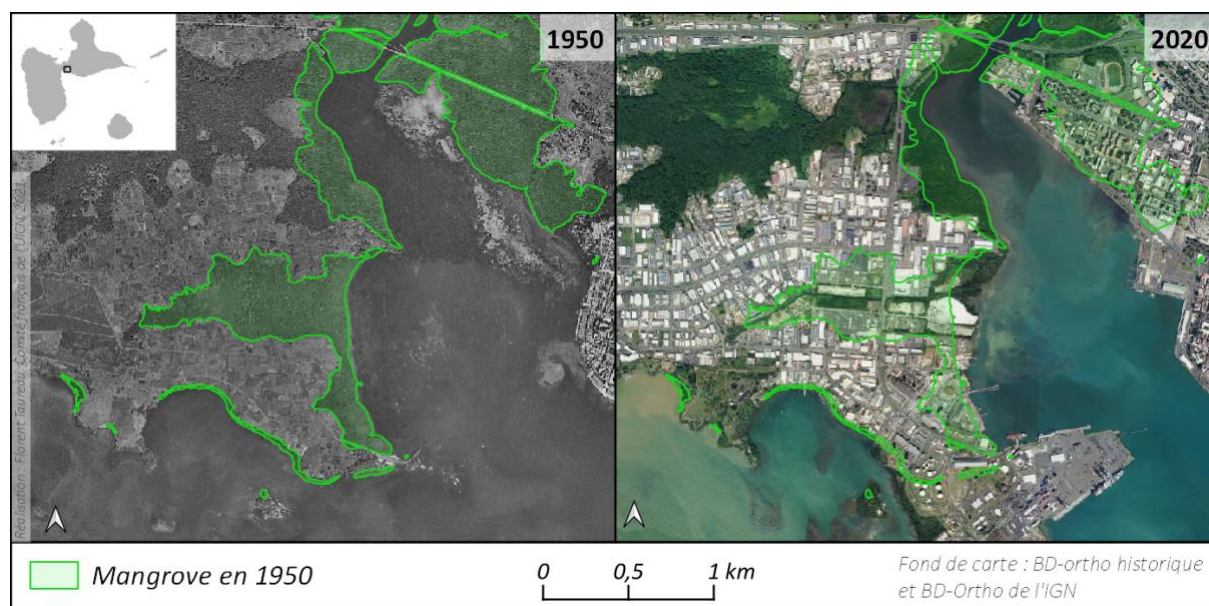 1950
2020
Réalisation : Florent Taureau, Comité français de l'UICN, 2021
Mangrove en 1950
0 0,5 1 km
Fond de carte : BD-ortho historique
et BD-Ortho de l'IGN